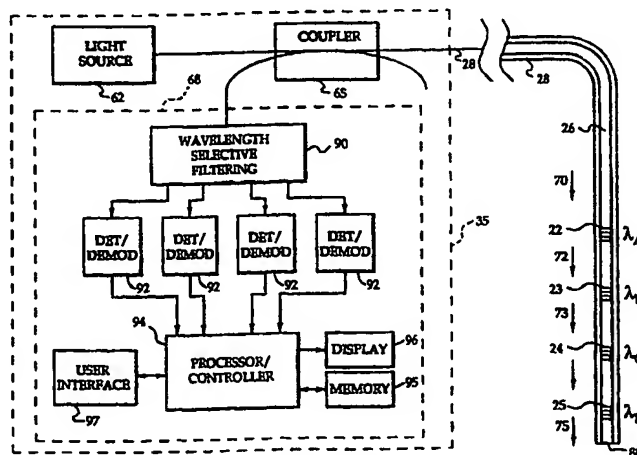 LIGHT
SOURCE
62
COUPLER
65
68
28
28
26
WAVELENGTH
SELECTIVE
FILTERING
90
70
DET/
DEMOD
92
DET/
DEMOD
92
DET/
DEMOD
92
DET/
DEMOD
92
35
22
72
23
73
24
25
75
94
PROCESSOR/
CONTROLLER
DISPLAY
96
MEMORY
95
USER
INTERFACE
97